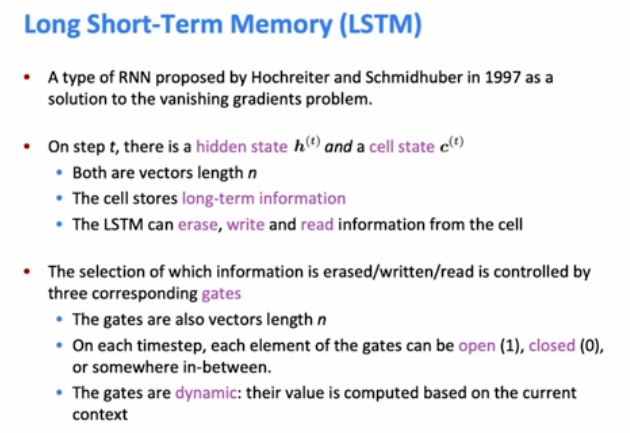 Long Short-Term Memory (LSTM)
• A type of RNN proposed by Hochreiter and Schmidhuber in 1997 as a
solution to the vanishing gradients problem.
• On step t, there is a hidden state h⁽ᵗ⁾ and a cell state c⁽ᵗ⁾
• Both are vectors length n
• The cell stores long-term information
• The LSTM can erase, write and read information from the cell
• The selection of which information is erased/written/read is controlled by
three corresponding gates
• The gates are also vectors length n
• On each timestep, each element of the gates can be open (1), closed (0),
or somewhere in-between.
• The gates are dynamic: their value is computed based on the current
context